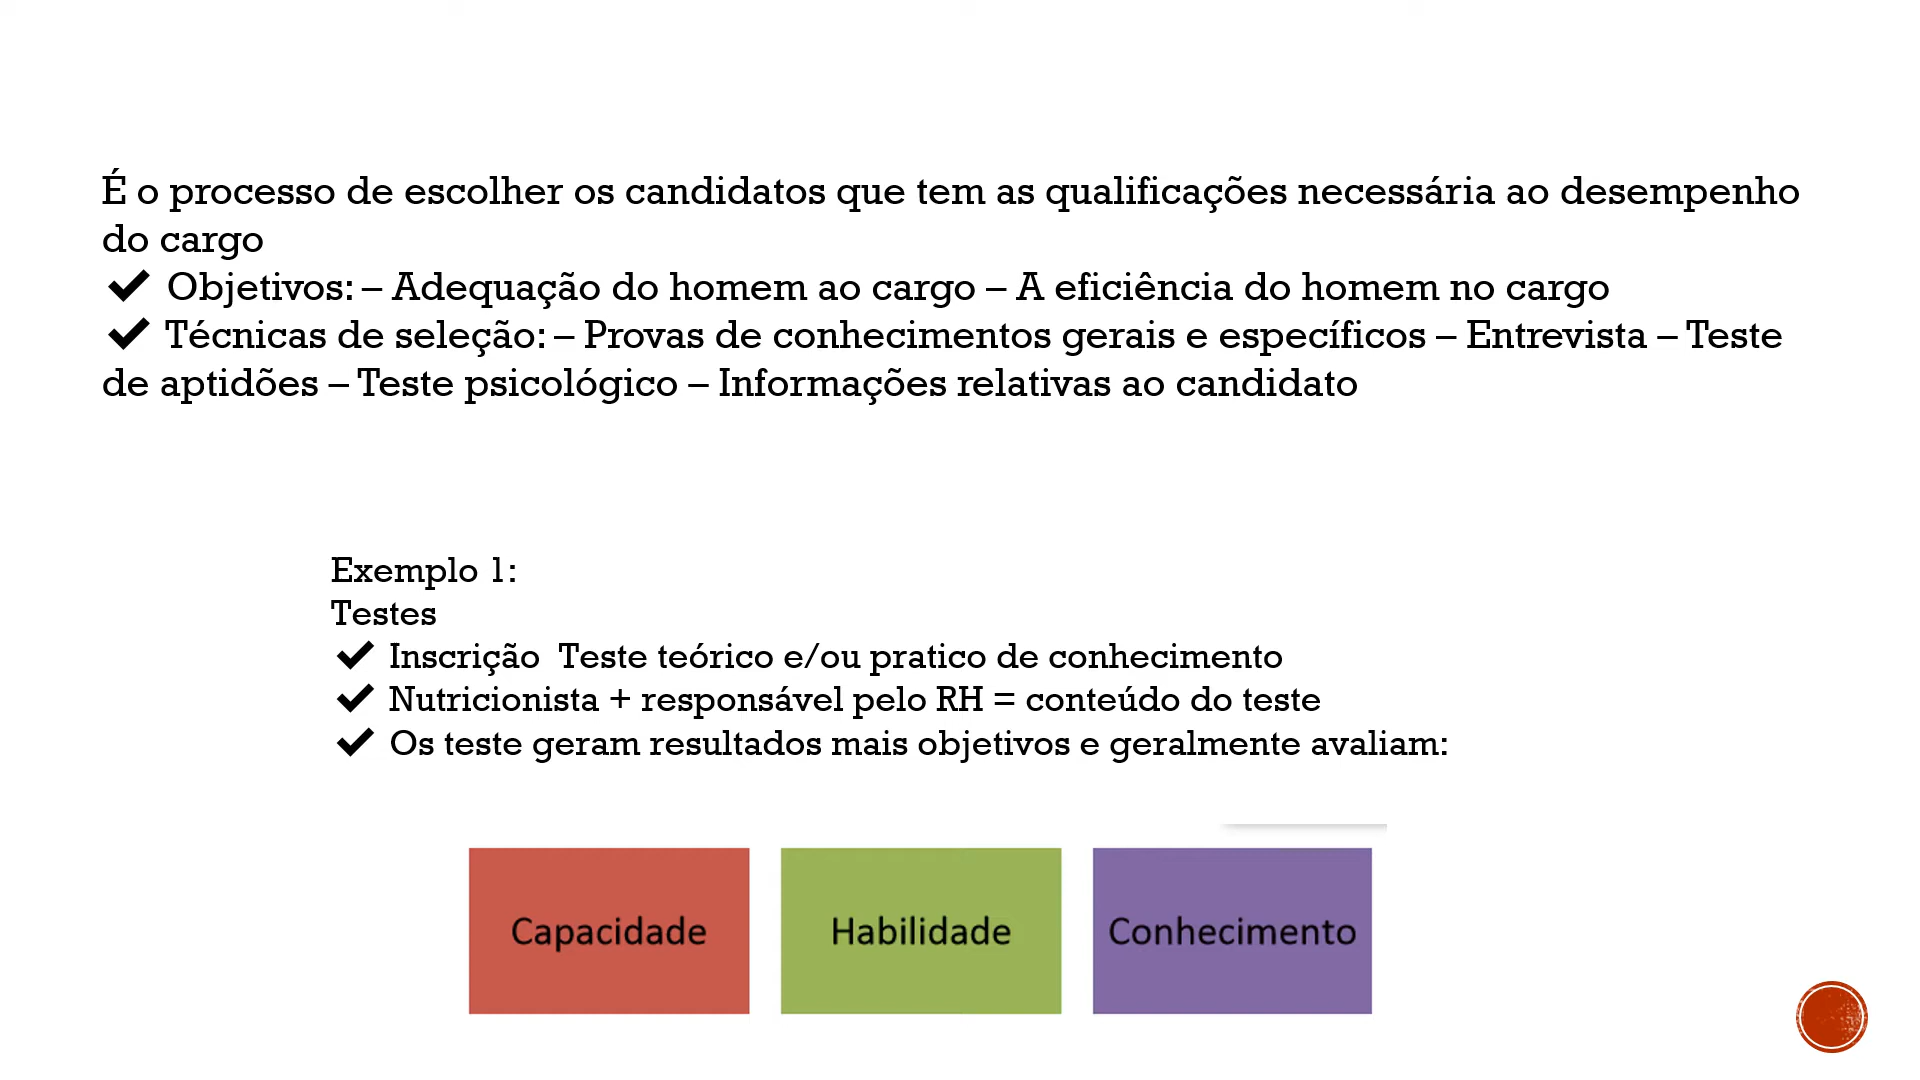 É o processo de escolher os candidatos que tem as qualificações necessária ao desempenho
do cargo
✔ Objetivos: – Adequação do homem ao cargo – A eficiência do homem no cargo
✔ Técnicas de seleção: – Provas de conhecimentos gerais e específicos – Entrevista – Teste
de aptidões – Teste psicológico – Informações relativas ao candidato
Exemplo 1:
Testes
✔ Inscrição  Teste teórico e/ou pratico de conhecimento
✔ Nutricionista + responsável pelo RH = conteúdo do teste
✔ Os teste geram resultados mais objetivos e geralmente avaliam:
Capacidade
Habilidade
Conhecimento